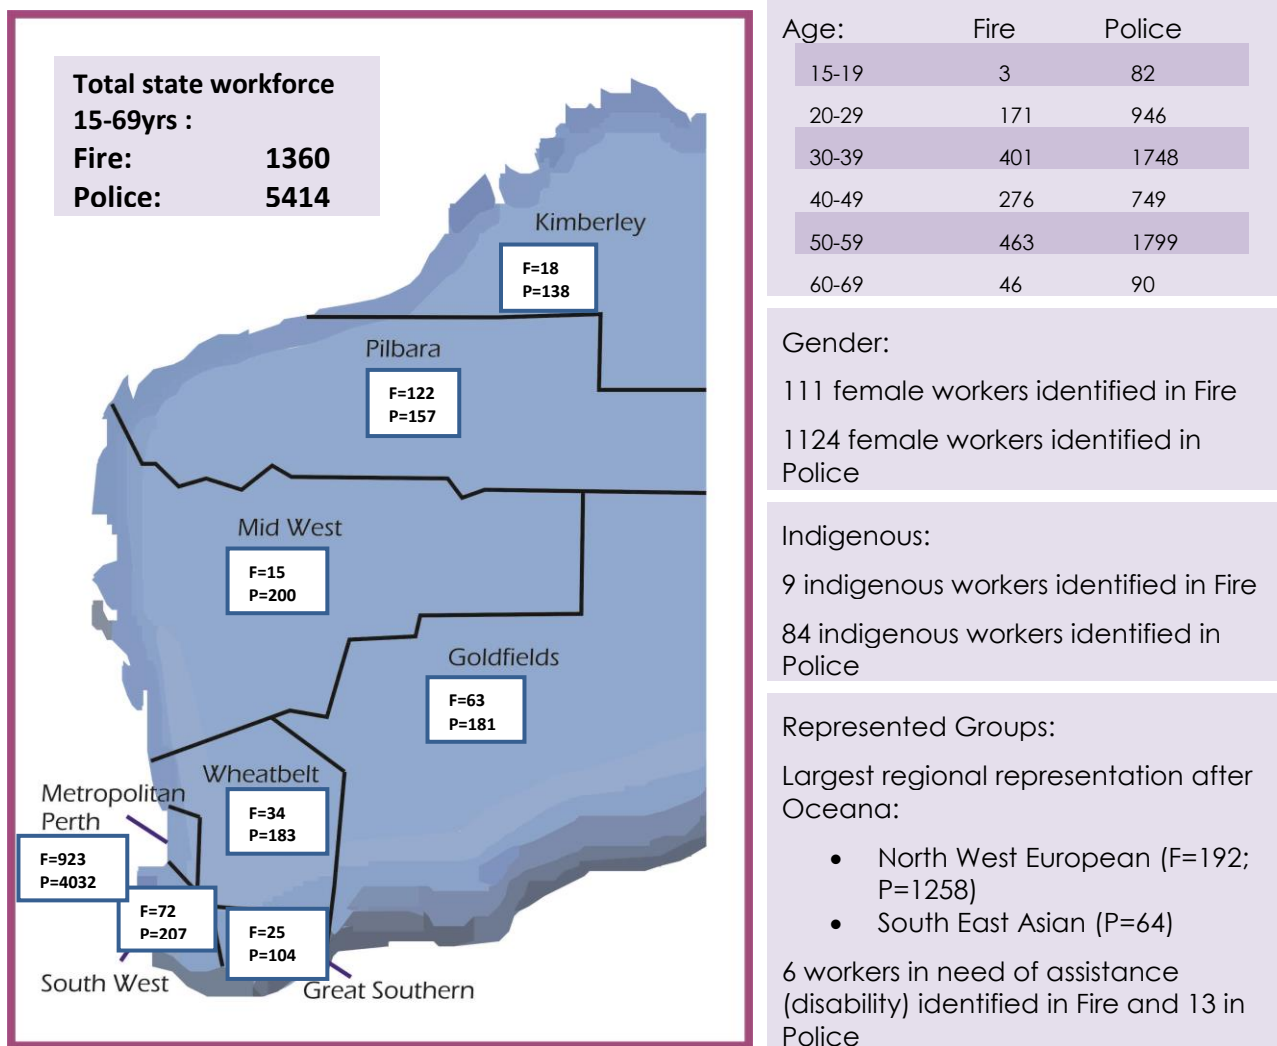 Total state workforce
15-69yrs :
Fire: 1360
Police: 5414
Kimberley
F=18
P=138
Pilbara
F=122
P=157
Mid West
F=15
P=200
Goldfields
F=63
P=181
Wheatbelt
F=34
P=183
Metropolitan
Perth
F=923
P=4032
F=72
P=207
South West
F=25
P=104
Great Southern
Age: Fire Police
15-19 3 82
20-29 171 946
30-39 401 1748
40-49 276 749
50-59 463 1799
60-69 46 90
Gender:
111 female workers identified in Fire
1124 female workers identified in
Police
Indigenous:
9 indigenous workers identified in Fire
84 indigenous workers identified in
Police
Represented Groups:
Largest regional representation after
Oceana:
• North West European (F=192;
P=1258)
• South East Asian (P=64)
6 workers in need of assistance
(disability) identified in Fire and 13 in
Police